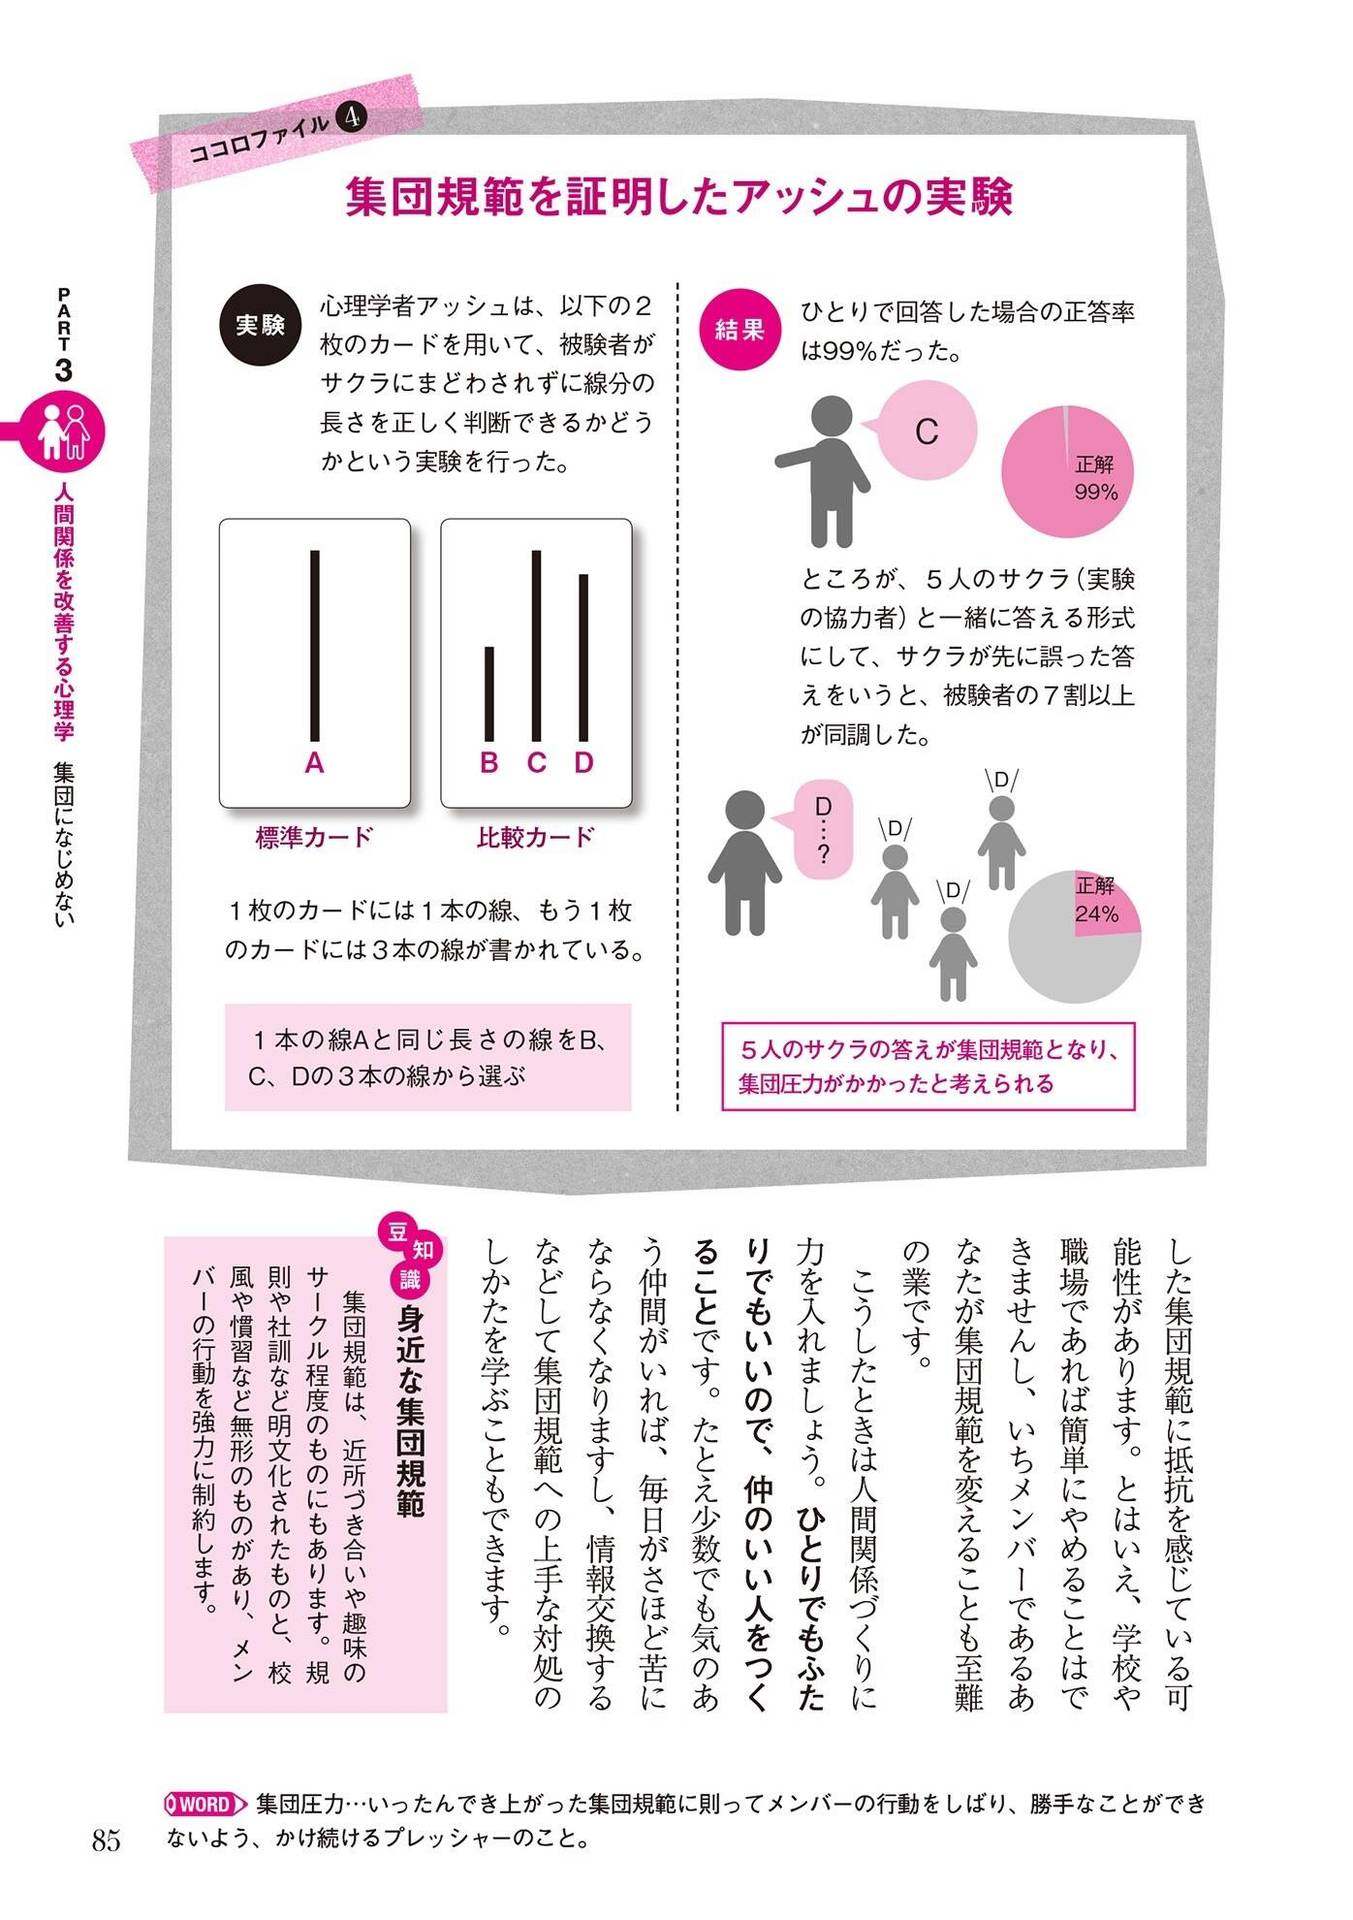 ココロファイル4
集団規範を証明したアッシュの実験
実験
心理学者アッシュは、以下の2
枚のカードを用いて、被験者が
サクラにまどわされずに線分の
長さを正しく判断できるかどう
かという実験を行った。
A
標準カード
B C D
比較カード
1枚のカードには1本の線、もう1枚
のカードには3本の線が書かれている。
1本の線Aと同じ長さの線をB、
C、Dの3本の線から選ぶ
結果
ひとりで回答した場合の正答率
は99%だった。
C
正解
99%
ところが、5人のサクラ(実験
の協力者)と一緒に答える形式
にして、サクラが先に誤った答
えをいうと、被験者の7割以上
が同調した。
D…?
\D/
\D/
\D/
正解
24%
5人のサクラの答えが集団規範となり、
集団圧力がかかったと考えられる
PART 3 人間関係を改善する心理学 集団になじめない
した集団規範に抵抗を感じている可
能性があります。とはいえ、学校や
職場であれば簡単にやめることはで
きませんし、いちメンバーであるあ
なたが集団規範を変えることも至難
の業です。
こうしたときは人間関係づくりに
力を入れましょう。ひとりでもふた
りでもいいので、仲のいい人をつく
ることです。たとえ少数でも気のあ
う仲間がいれば、毎日がさほど苦に
ならなくなりますし、情報交換する
などして集団規範への上手な対処の
しかたを学ぶこともできます。
豆知識 身近な集団規範
集団規範は、近所づき合いや趣味の
サークル程度のものにもあります。規
則や社訓など明文化されたものと、校
風や慣習など無形のものがあり、メン
バーの行動を強力に制約します。
WORD 集団圧力…いったんでき上がった集団規範に則ってメンバーの行動をしばり、勝手なことができ
ないよう、かけ続けるプレッシャーのこと。
85